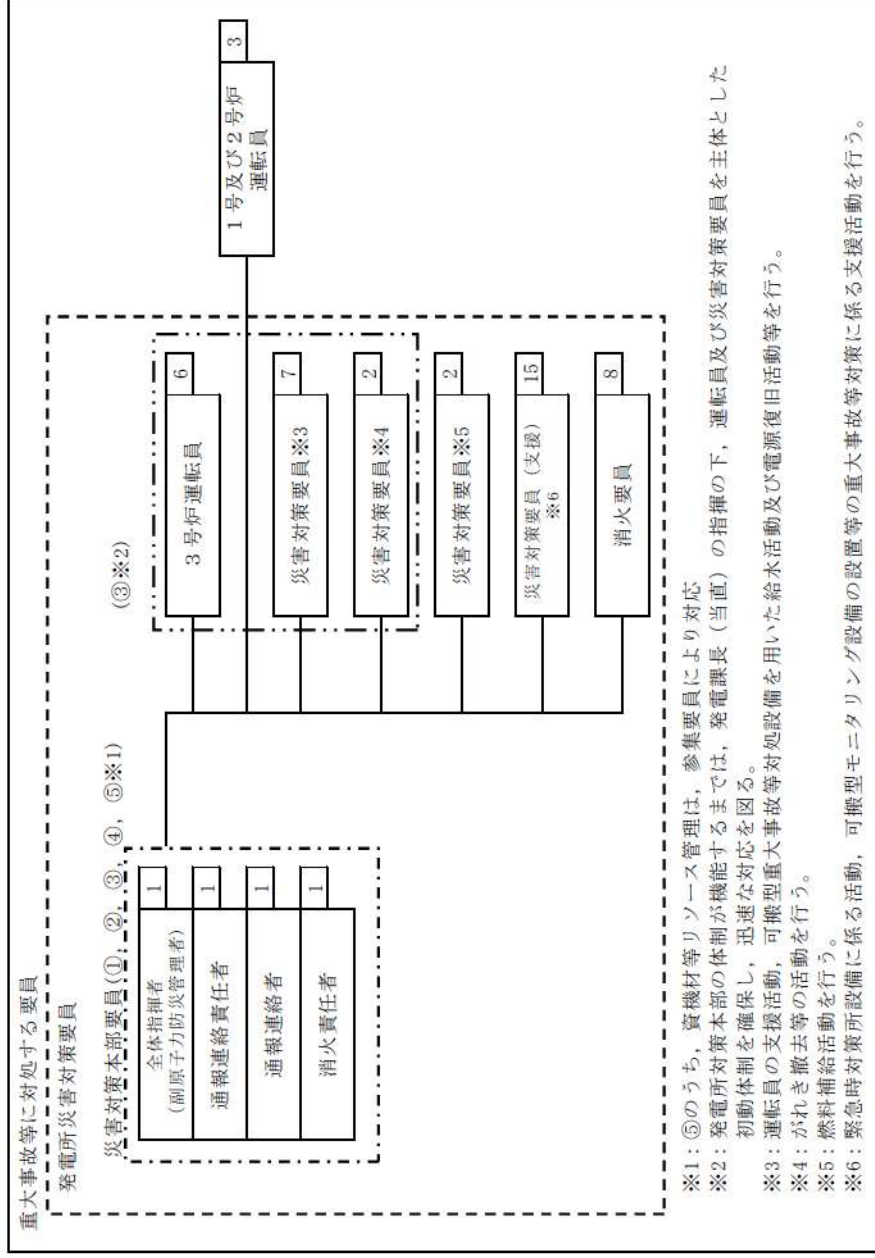 重大事故等に対処する要員
発電所災害対策要員
災害対策本部要員(①，②，③，④，⑤※1)
全体指揮者
(副原子力防災管理者)
1
通報連絡責任者
1
通報連絡者
1
消火責任者
1
(③※2)
3号炉運転員
6
災害対策要員※3
7
災害対策要員※4
2
災害対策要員※5
2
災害対策要員（支援）
※6
15
消火要員
8
1号及び2号炉
運転員
3
※1：⑤のうち，資機材等リソース管理は，参集要員により対応
※2：発電所対策本部の体制が機能するまでは，発電課長（当直）の指揮の下，運転員及び災害対策要員を主体とした
初動体制を確保し，迅速な対応を図る。
※3：運転員の支援活動，可搬型重大事故等対処設備を用いた給水活動及び電源復旧活動等を行う。
※4：がれき撤去等の活動を行う。
※5：燃料補給活動を行う。
※6：緊急時対策所設備に係る活動，可搬型モニタリング設備の設置等の重大事故等対策に係る支援活動を行う。